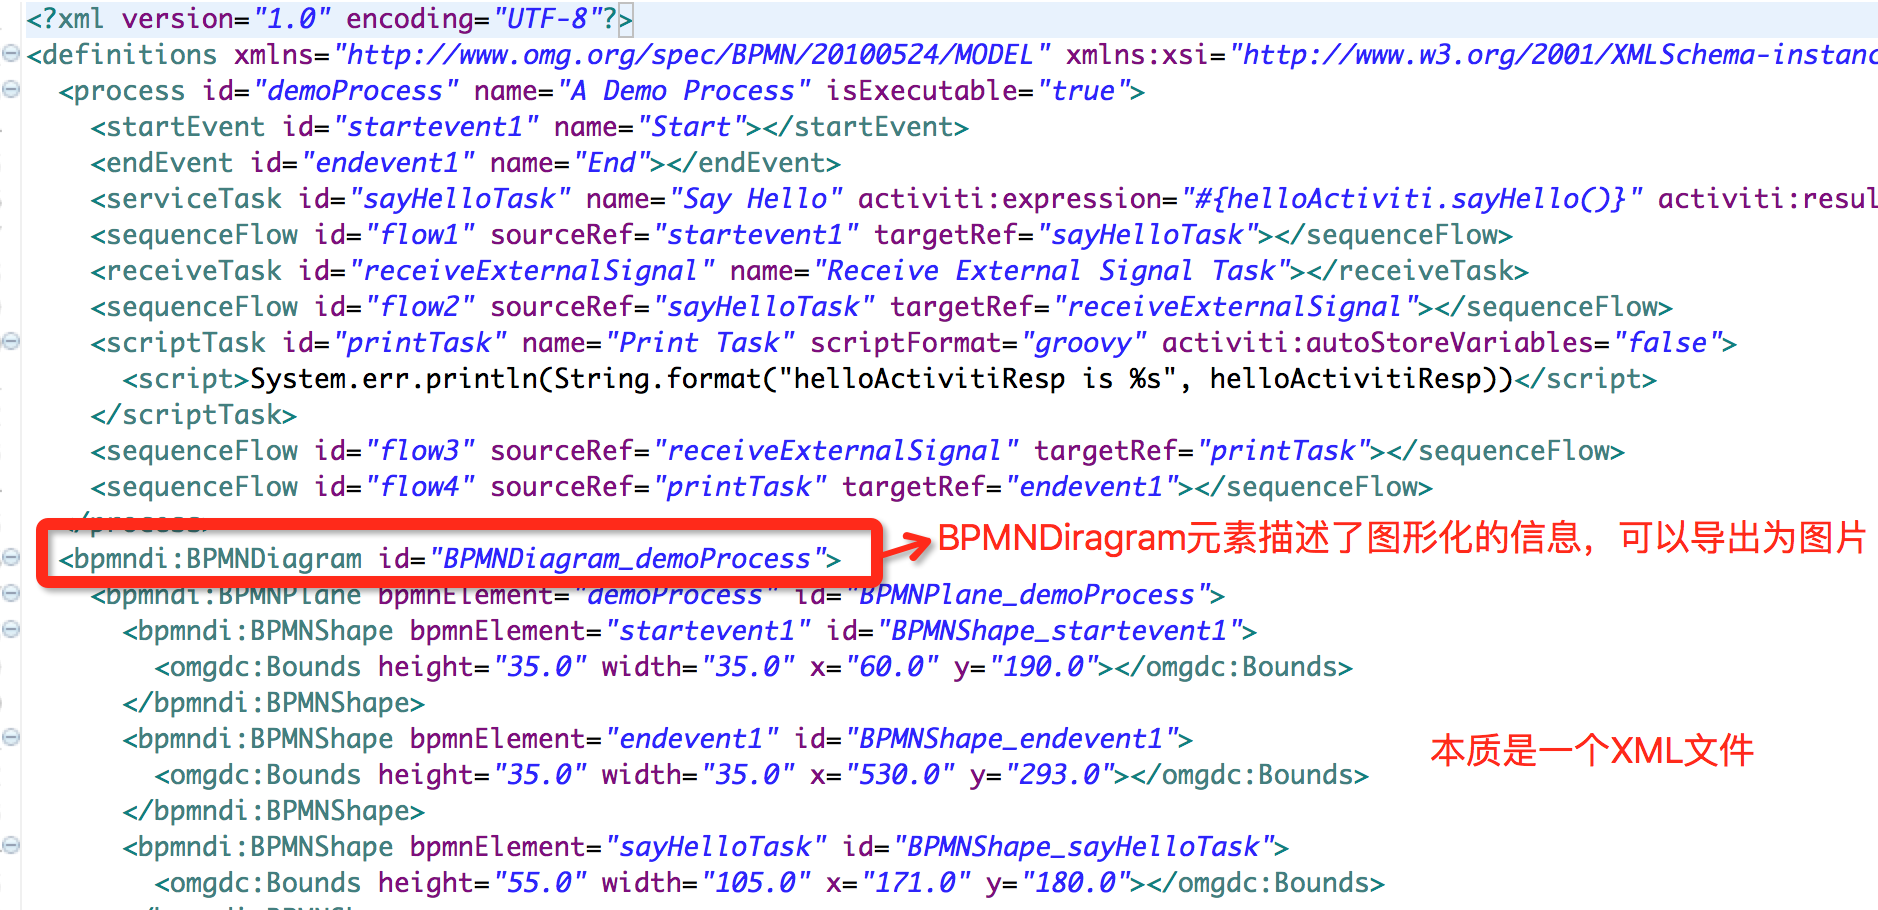 <?xml version="1.0" encoding="UTF-8"?>
<definitions xmlns="http://www.omg.org/spec/BPMN/20100524/MODEL" xmlns:xsi="http://www.w3.org/2001/XMLSchema-instanc
<process id="demoProcess" name="A Demo Process" isExecutable="true">
<startEvent id="startevent1" name="Start"></startEvent>
<endEvent id="endevent1" name="End"></endEvent>
<serviceTask id="sayHelloTask" name="Say Hello" activiti:expression="#{helloActiviti.sayHello()}" activiti:resul
<sequenceFlow id="flow1" sourceRef="startevent1" targetRef="sayHelloTask"></sequenceFlow>
<receiveTask id="receiveExternalSignal" name="Receive External Signal Task"></receiveTask>
<sequenceFlow id="flow2" sourceRef="sayHelloTask" targetRef="receiveExternalSignal"></sequenceFlow>
<scriptTask id="printTask" name="Print Task" scriptFormat="groovy" activiti:autoStoreVariables="false">
<script>System.err.println(String.format("helloActivitiResp is %s", helloActivitiResp))</script>
</scriptTask>
<sequenceFlow id="flow3" sourceRef="receiveExternalSignal" targetRef="printTask"></sequenceFlow>
<sequenceFlow id="flow4" sourceRef="printTask" targetRef="endevent1"></sequenceFlow>
</process>
<bpmndi:BPMNDiagram id="BPMNDiagram_demoProcess">
BPMNDiragram元素描述了图形化的信息，可以导出为图片
<bpmndi:BPMNPlane bpmnElement="demoProcess" id="BPMNPlane_demoProcess">
<bpmndi:BPMNShape bpmnElement="startevent1" id="BPMNShape_startevent1">
<omgdc:Bounds height="35.0" width="35.0" x="60.0" y="190.0"></omgdc:Bounds>
</bpmndi:BPMNShape>
<bpmndi:BPMNShape bpmnElement="endevent1" id="BPMNShape_endevent1">
本质是一个XML文件
<omgdc:Bounds height="35.0" width="35.0" x="530.0" y="293.0"></omgdc:Bounds>
</bpmndi:BPMNShape>
<bpmndi:BPMNShape bpmnElement="sayHelloTask" id="BPMNShape_sayHelloTask">
<omgdc:Bounds height="55.0" width="105.0" x="171.0" y="180.0"></omgdc:Bounds>